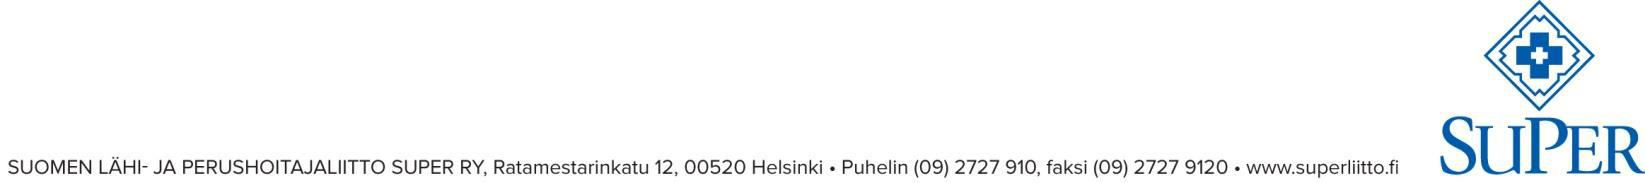 SUOMEN LÄHI- JA PERUSHOITAJALIITTO SUPER RY, Ratamestarinkatu 12, 00520 Helsinki • Puhelin (09) 2727 910, faksi (09) 2727 9120 • www.superliitto.fi
SUPER